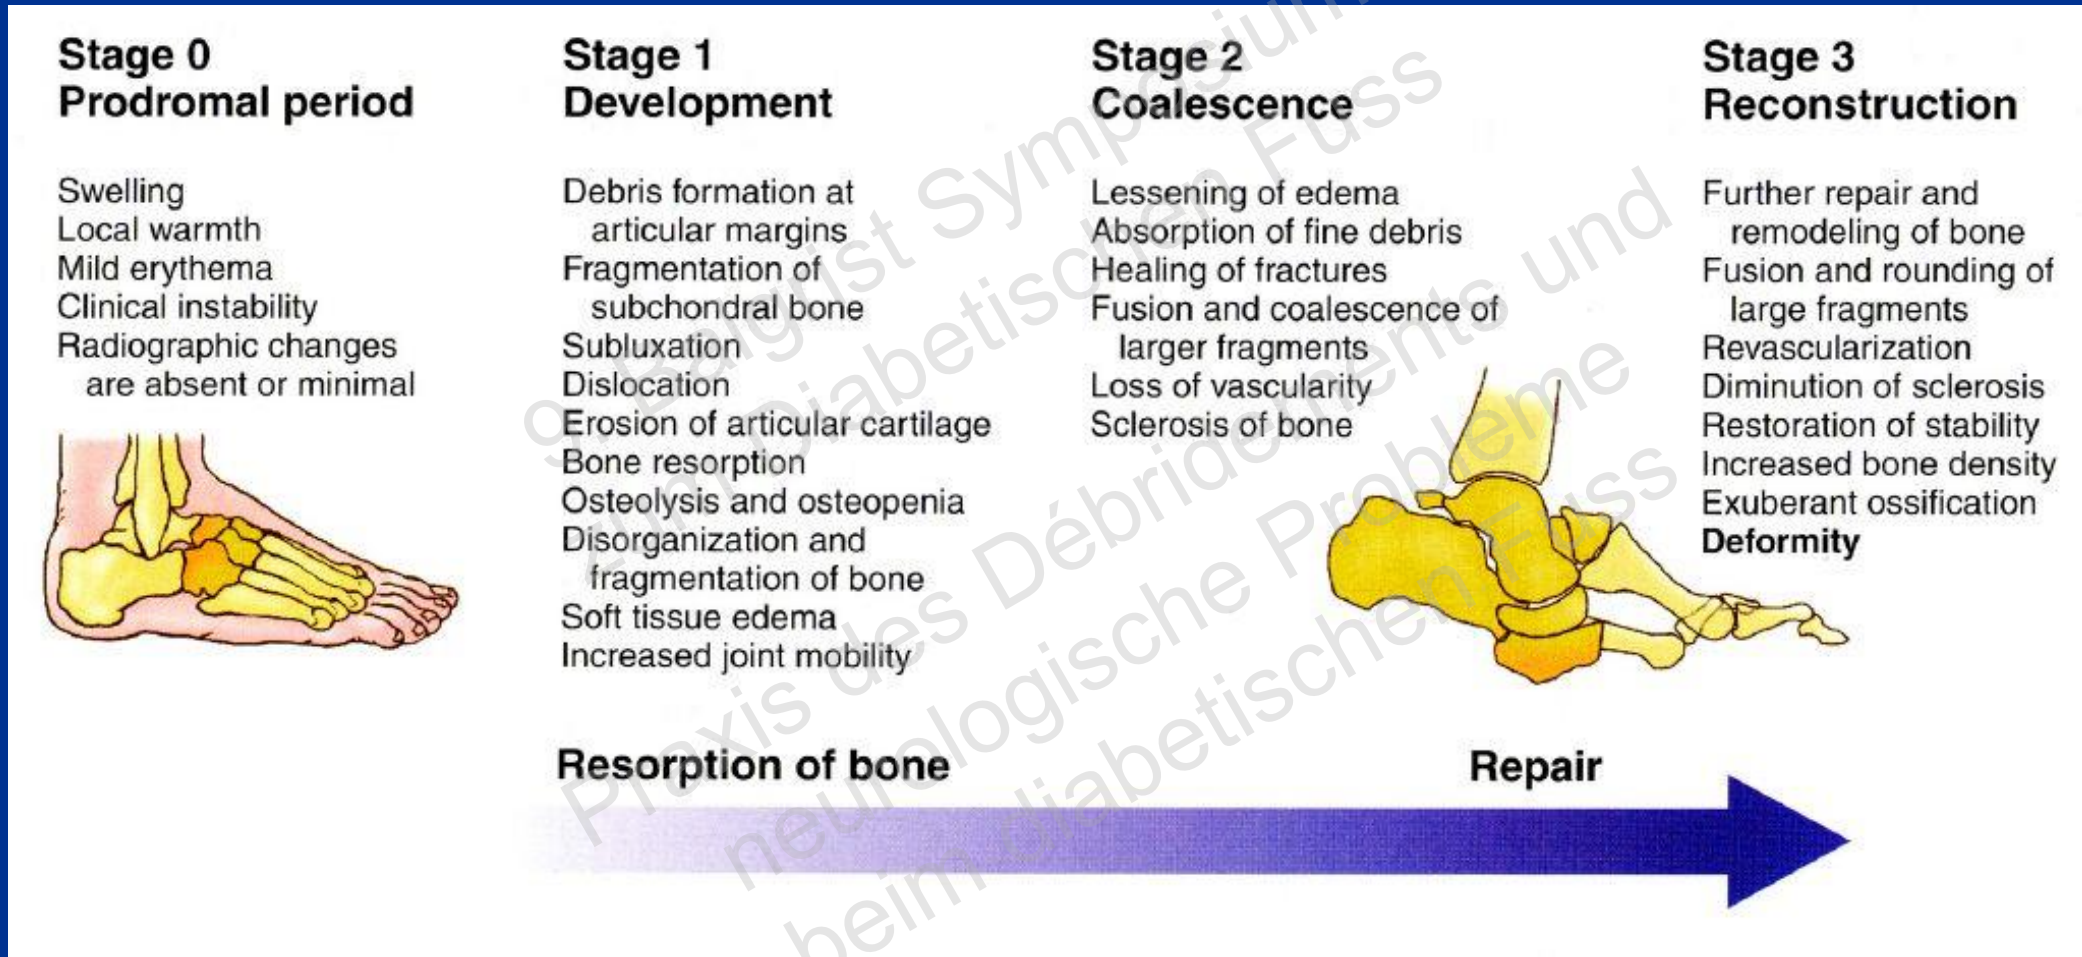 Stage 0
Prodromal period
Swelling
Local warmth
Mild erythema
Clinical instability
Radiographic changes
are absent or minimal
Stage 1
Development
Debris formation at
articular margins
Fragmentation of
subchondral bone
Subluxation
Dislocation
Erosion of articular cartilage
Bone resorption
Osteolysis and osteopenia
Disorganization and
fragmentation of bone
Soft tissue edema
Increased joint mobility
Stage 2
Coalescence
Lessening of edema
Absorption of fine debris
Healing of fractures
Fusion and coalescence of
larger fragments
Loss of vascularity
Sclerosis of bone
Stage 3
Reconstruction
Further repair and
remodeling of bone
Fusion and rounding of
large fragments
Revascularization
Diminution of sclerosis
Restoration of stability
Increased bone density
Exuberant ossification
Deformity
Resorption of bone
Repair
9. Balgrist Symposium
zum Diabetischen Fuss
Praxis des Débridements und
neurologische Probleme
beim diabetischen Fuss